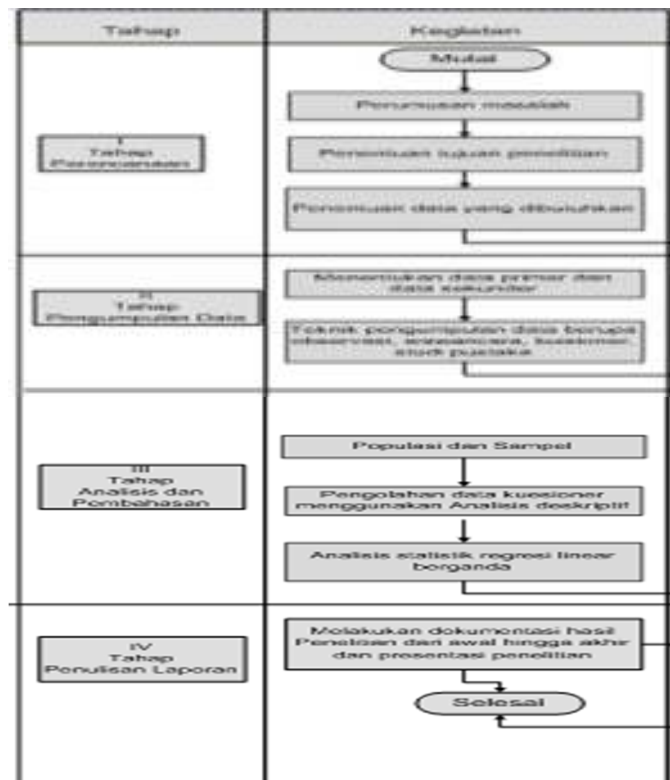 Tahap
Kegiatan
Mulai
Perumusan masalah
I
Tahap
Perencanaan
Penentuan tujuan penelitian
Penentuan data yang dibutuhkan
II
Tahap
Pengumpulan Data
Menentukan data primer dan
data sekunder
Teknik pengumpulan data berupa
observasi, wawancara, kuesioner,
studi pustaka
III
Tahap
Analisis dan
Pembahasan
Populasi dan Sampel
Pengolahan data kuesioner
menggunakan Analisis deskriptif
Analisis statistik regresi linear
berganda
IV
Tahap
Penulisan Laporan
Melakukan dokumentasi hasil
dari awal hingga akhir
dan presentasi penelitian
Selesai